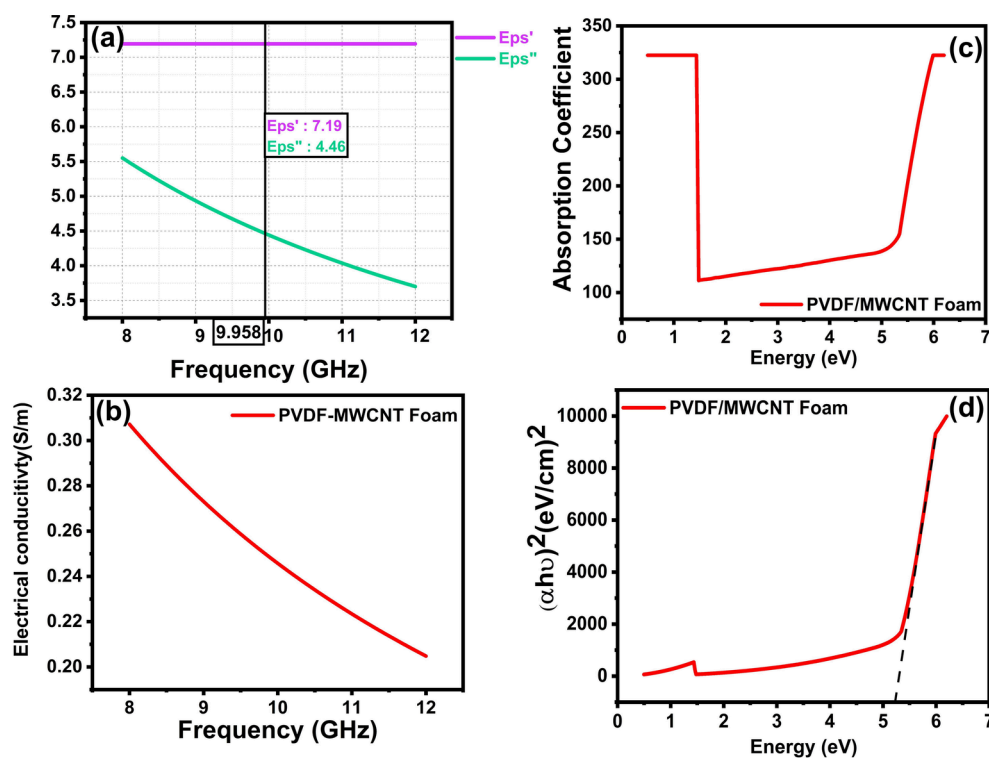 (a)
7.5
7.0
6.5
6.0
5.5
5.0
4.5
4.0
3.5
Eps'
Eps"
Eps' : 7.19
Eps" : 4.46
8 9 9.958 10 11 12
Frequency (GHz)
(b)
PVDF-MWCNT Foam
Electrical conducitivty(S/m)
0.32
0.30
0.28
0.26
0.24
0.22
0.20
8 9 10 11 12
Frequency (GHz)
(c)
Absorption Coefficient
350
300
250
200
150
100
PVDF/MWCNT Foam
0 1 2 3 4 5 6 7
Energy (eV)
(d)
PVDF/MWCNT Foam
(αhυ)2(eV/cm)2
10000
8000
6000
4000
2000
0
0 1 2 3 4 5 6 7
Energy (eV)